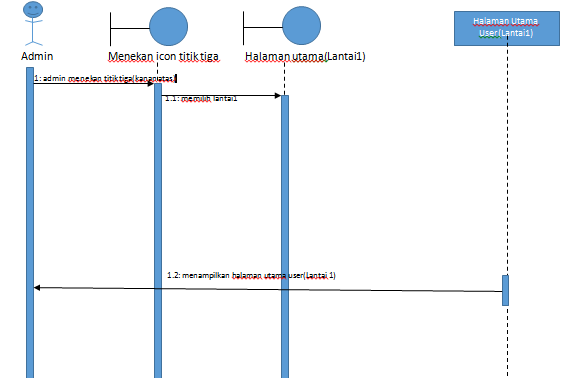 Halaman Utama
User(Lantai1)
Admin
Menekan icon titik tiga
Halaman utama(Lantai1)
1: admin menekan titik tiga(kanan atas)
1.1: memilih lantai1
1.2: menampilkan halaman utama user(Lantai 1)